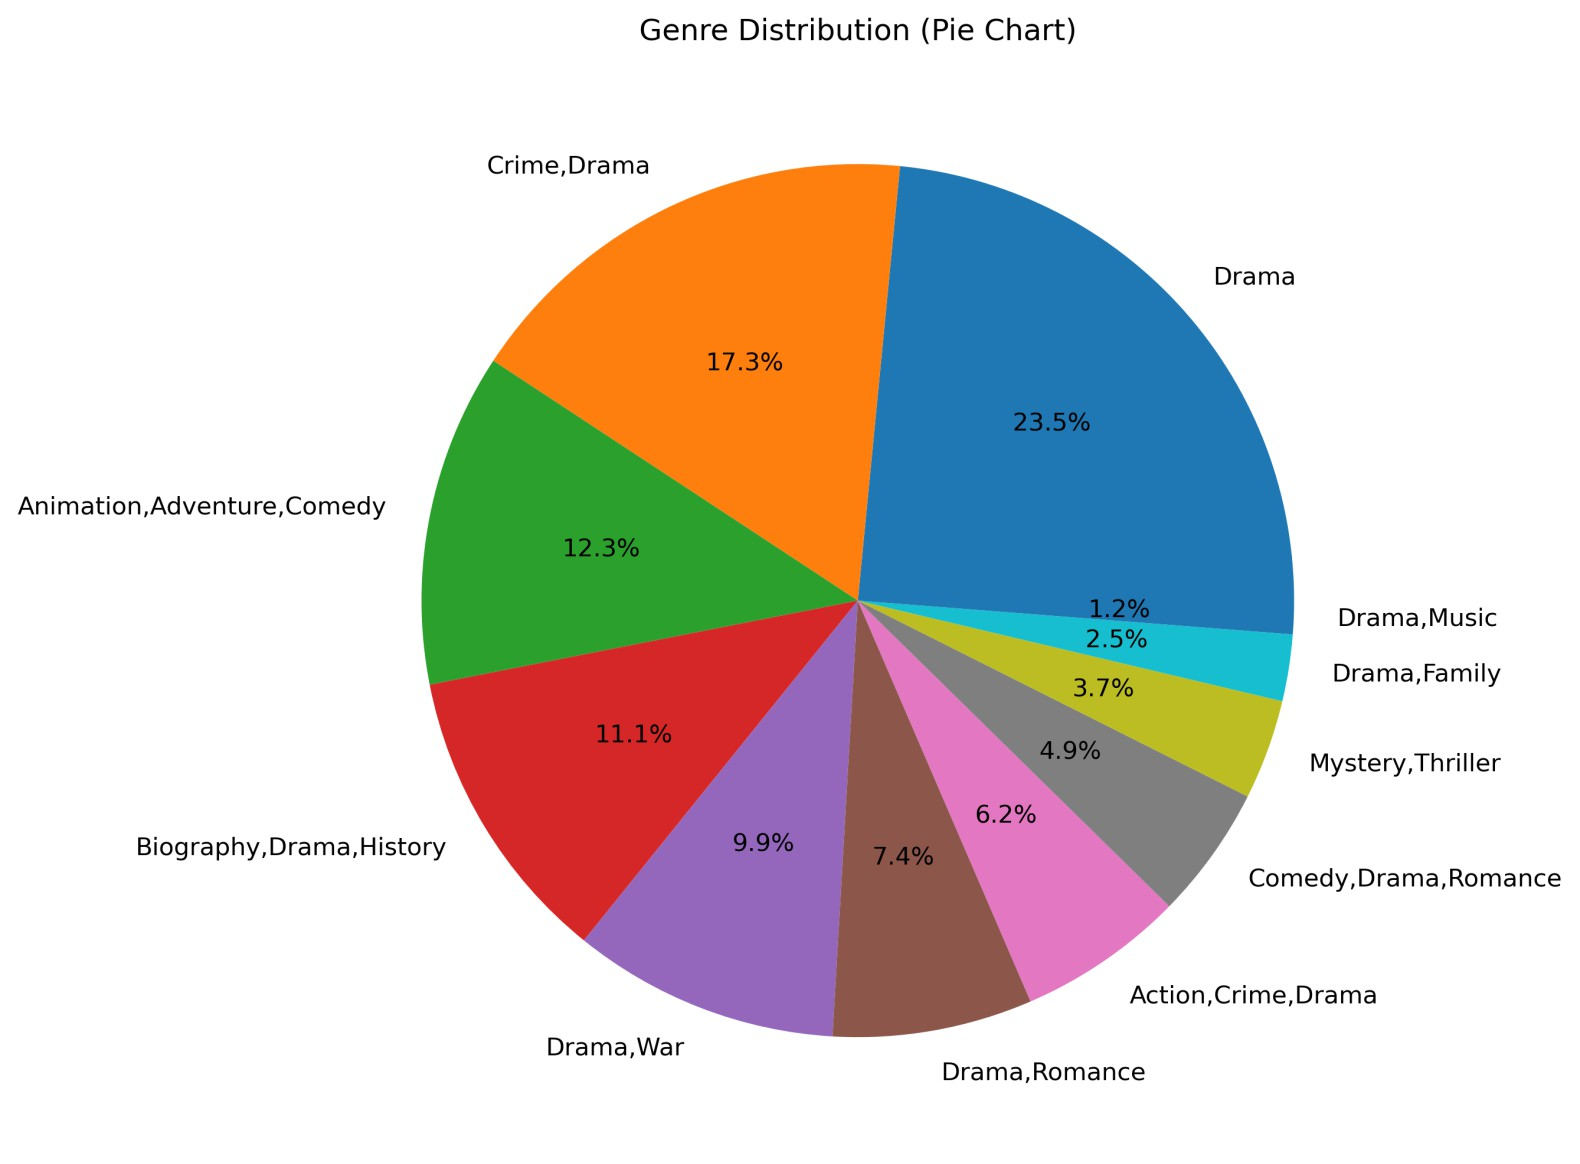 Genre Distribution (Pie Chart)
Crime,Drama
Drama
17.3%
23.5%
Animation,Adventure,Comedy
12.3%
1.2%
Drama,Music
2.5%
Drama,Family
3.7%
11.1%
4.9%
Mystery,Thriller
6.2%
Biography,Drama,History
9.9%
7.4%
Comedy,Drama,Romance
Action,Crime,Drama
Drama,War
Drama,Romance